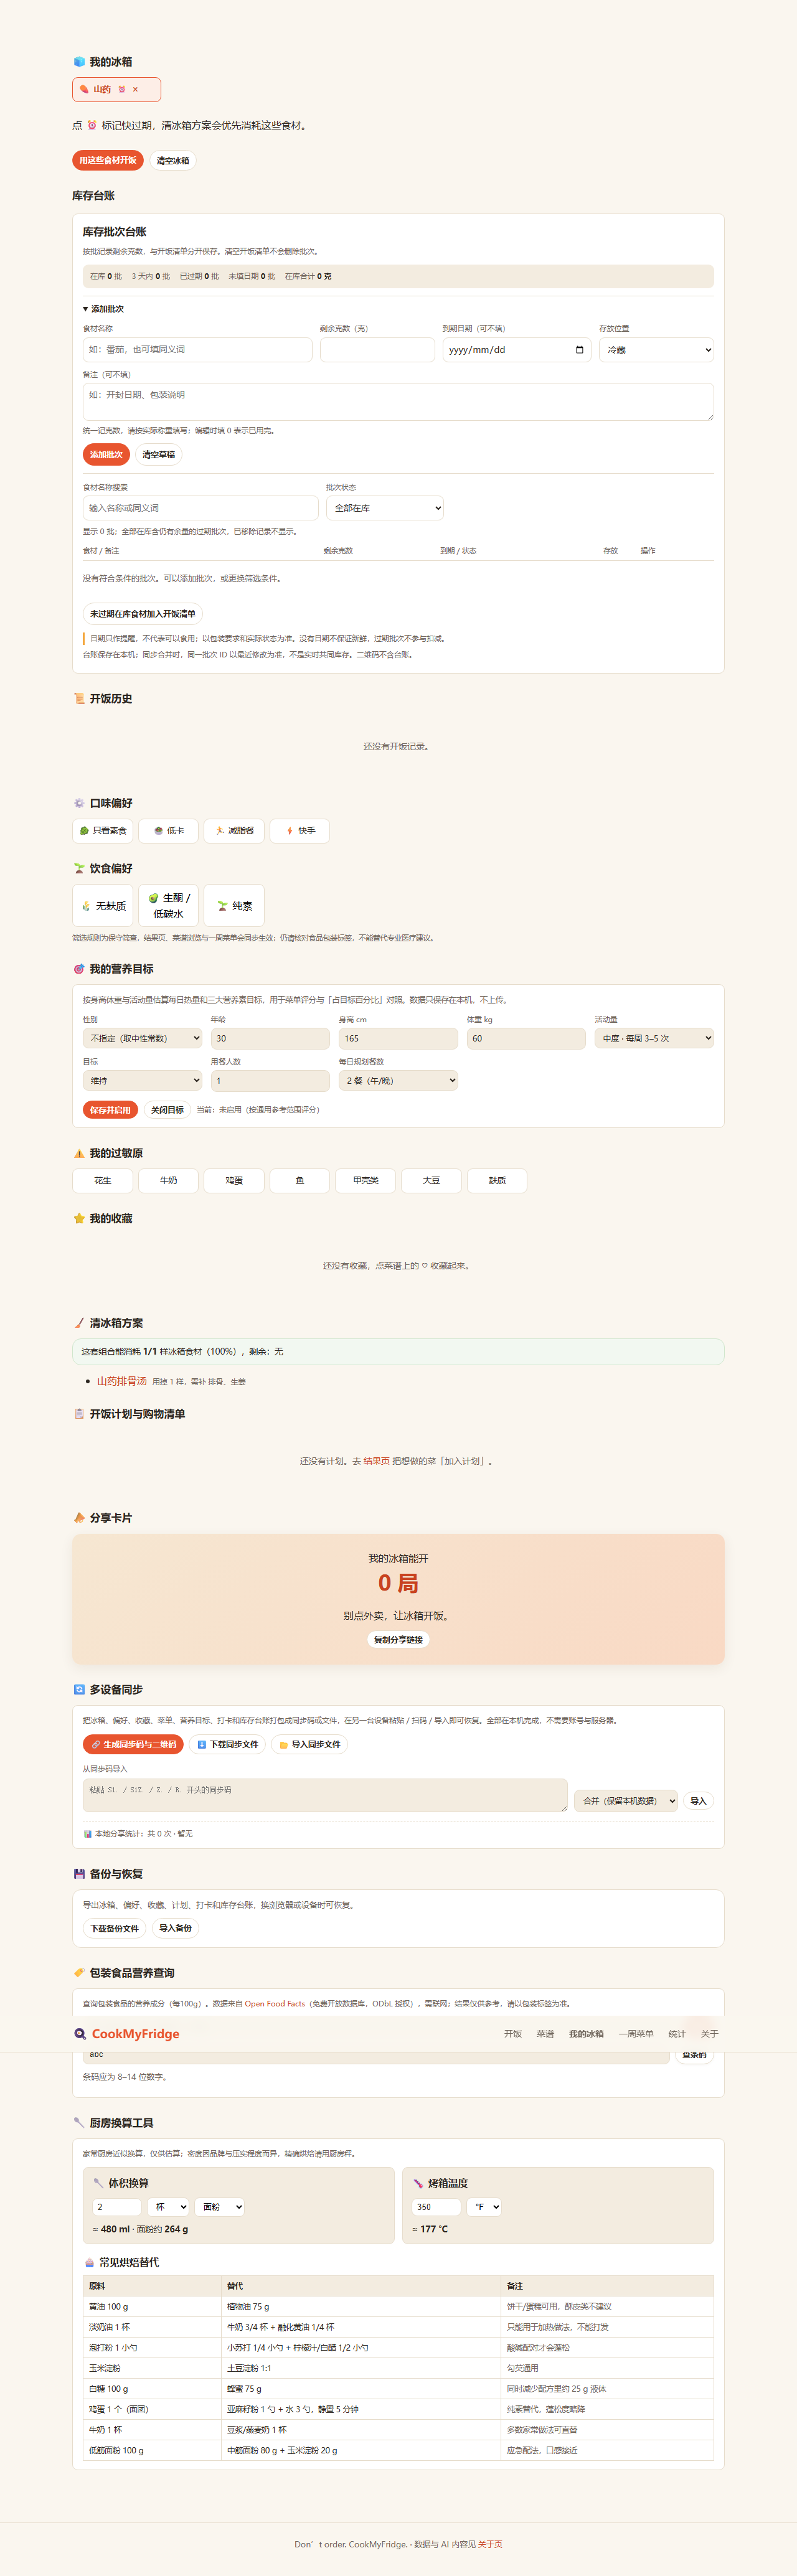 我的冰箱
山药 ×
点 ⏰ 标记快过期，清冰箱方案会优先消耗这些食材。
用这些食材开饭 清空冰箱
库存台账
库存批次台账
按批记录剩余克数，与开饭清单分开保存。清空开饭清单不会删除批次。
在库 0 批 3 天内 0 批 已过期 0 批 未填日期 0 批 在库合计 0 克
▼ 添加批次
食材名称 剩余克数（克） 到期日期（可不填） 存放位置
如：番茄，也可填同义词 yyyy/mm/dd 冷藏
备注（可不填）
如：开封日期、包装说明
统一记克数，请按实际称重填写；编辑时填 0 表示已用完。
添加批次 清空草稿
食材名称搜索 批次状态
输入名称或同义词 全部在库
显示 0 批；全部在库含仍有余量的过期批次，已移除记录不显示。
食材 / 备注 剩余克数 到期 / 状态 存放 操作
没有符合条件的批次。可以添加批次，或更换筛选条件。
未过期在库食材加入开饭清单
日期只作提醒，不代表可以食用；以包装要求和实际状态为准。没有日期不保证新鲜，过期批次不参与扣减。
台账保存在本机；同步合并时，同一批次 ID 以最近修改为准，不是实时共同库存。二维码不含台账。
开饭历史
还没有开饭记录。
口味偏好
只看素食 低卡 减脂餐 快手
饮食偏好
无麸质 生酮 / 低碳水 纯素
筛选规则为保守筛查，结果页、菜谱浏览与一周菜单会同步生效；仍请核对食品包装标签，不能替代专业医疗建议。
我的营养目标
按身高体重与活动量估算每日热量和三大营养素目标，用于菜单评分与「占目标百分比」对照。数据只保存在本机，不上传。
性别 年龄 身高 cm 体重 kg 活动量
不指定（取中性常数） 30 165 60 中度 · 每周 3–5 次
目标 用餐人数 每日规划餐数
维持 1 2 餐（午/晚）
保存并启用 关闭目标 当前：未启用（按通用参考范围评分）
我的过敏原
花生 牛奶 鸡蛋 鱼 甲壳类 大豆 麸质
我的收藏
还没有收藏，点菜谱上的 ♡ 收藏起来。
清冰箱方案
这套组合能消耗 1/1 样冰箱食材（100%），剩余：无
• 山药排骨汤 用掉 1 样，需补 排骨、生姜
开饭计划与购物清单
还没有计划。去 结果页 把想做的菜「加入计划」。
分享卡片
我的冰箱能开
0 局
别点外卖，让冰箱开饭。
复制分享链接
多设备同步
把冰箱、偏好、收藏、菜单、营养目标、打卡和库存台账打包成同步码或文件，在另一台设备粘贴 / 扫码 / 导入即可恢复。全部在本机完成，不需要账号与服务器。
生成同步码与二维码 下载同步文件 导入同步文件
从同步码导入
粘贴 S1. / S1Z. / Z. / R. 开头的同步码 合并（保留本机数据） 导入
本地分享统计：共 0 次 · 暂无
备份与恢复
导出冰箱、偏好、收藏、计划、打卡和库存台账，换浏览器或设备时可恢复。
下载备份文件 导入备份
包装食品营养查询
查询包装食品的营养成分（每100g）。数据来自 Open Food Facts（免费开放数据库，ODbL 授权），需联网；结果仅供参考，请以包装标签为准。
CookMyFridge 开饭 菜谱 我的冰箱 一周菜单 统计 关于
abc 查条码
条码应为 8–14 位数字。
厨房换算工具
家常厨房近似换算，仅供估算；密度因品牌与压实程度而异，精确烘焙请用厨房秤。
体积换算 烤箱温度
2 杯 面粉 350 °F
≈ 480 ml · 面粉约 264 g ≈ 177 °C
常见烘焙替代
原料 替代 备注
黄油 100 g 植物油 75 g 饼干/蛋糕可用，酥皮类不建议
淡奶油 1 杯 牛奶 3/4 杯 + 融化黄油 1/4 杯 只能用于加热做法，不能打发
泡打粉 1 小勺 小苏打 1/4 小勺 + 柠檬汁/白醋 1/2 小勺 酸碱配对才会蓬松
玉米淀粉 土豆淀粉 1:1 勾芡通用
白糖 100 g 蜂蜜 75 g 同时减少配方里约 25 g 液体
鸡蛋 1 个（面团） 亚麻籽粉 1 勺 + 水 3 勺，静置 5 分钟 纯素替代，蓬松度略降
牛奶 1 杯 豆浆/燕麦奶 1 杯 多数家常做法可直替
低筋面粉 100 g 中筋面粉 80 g + 玉米淀粉 20 g 应急配法，口感接近
Don't order. CookMyFridge. · 数据与 AI 内容见 关于页